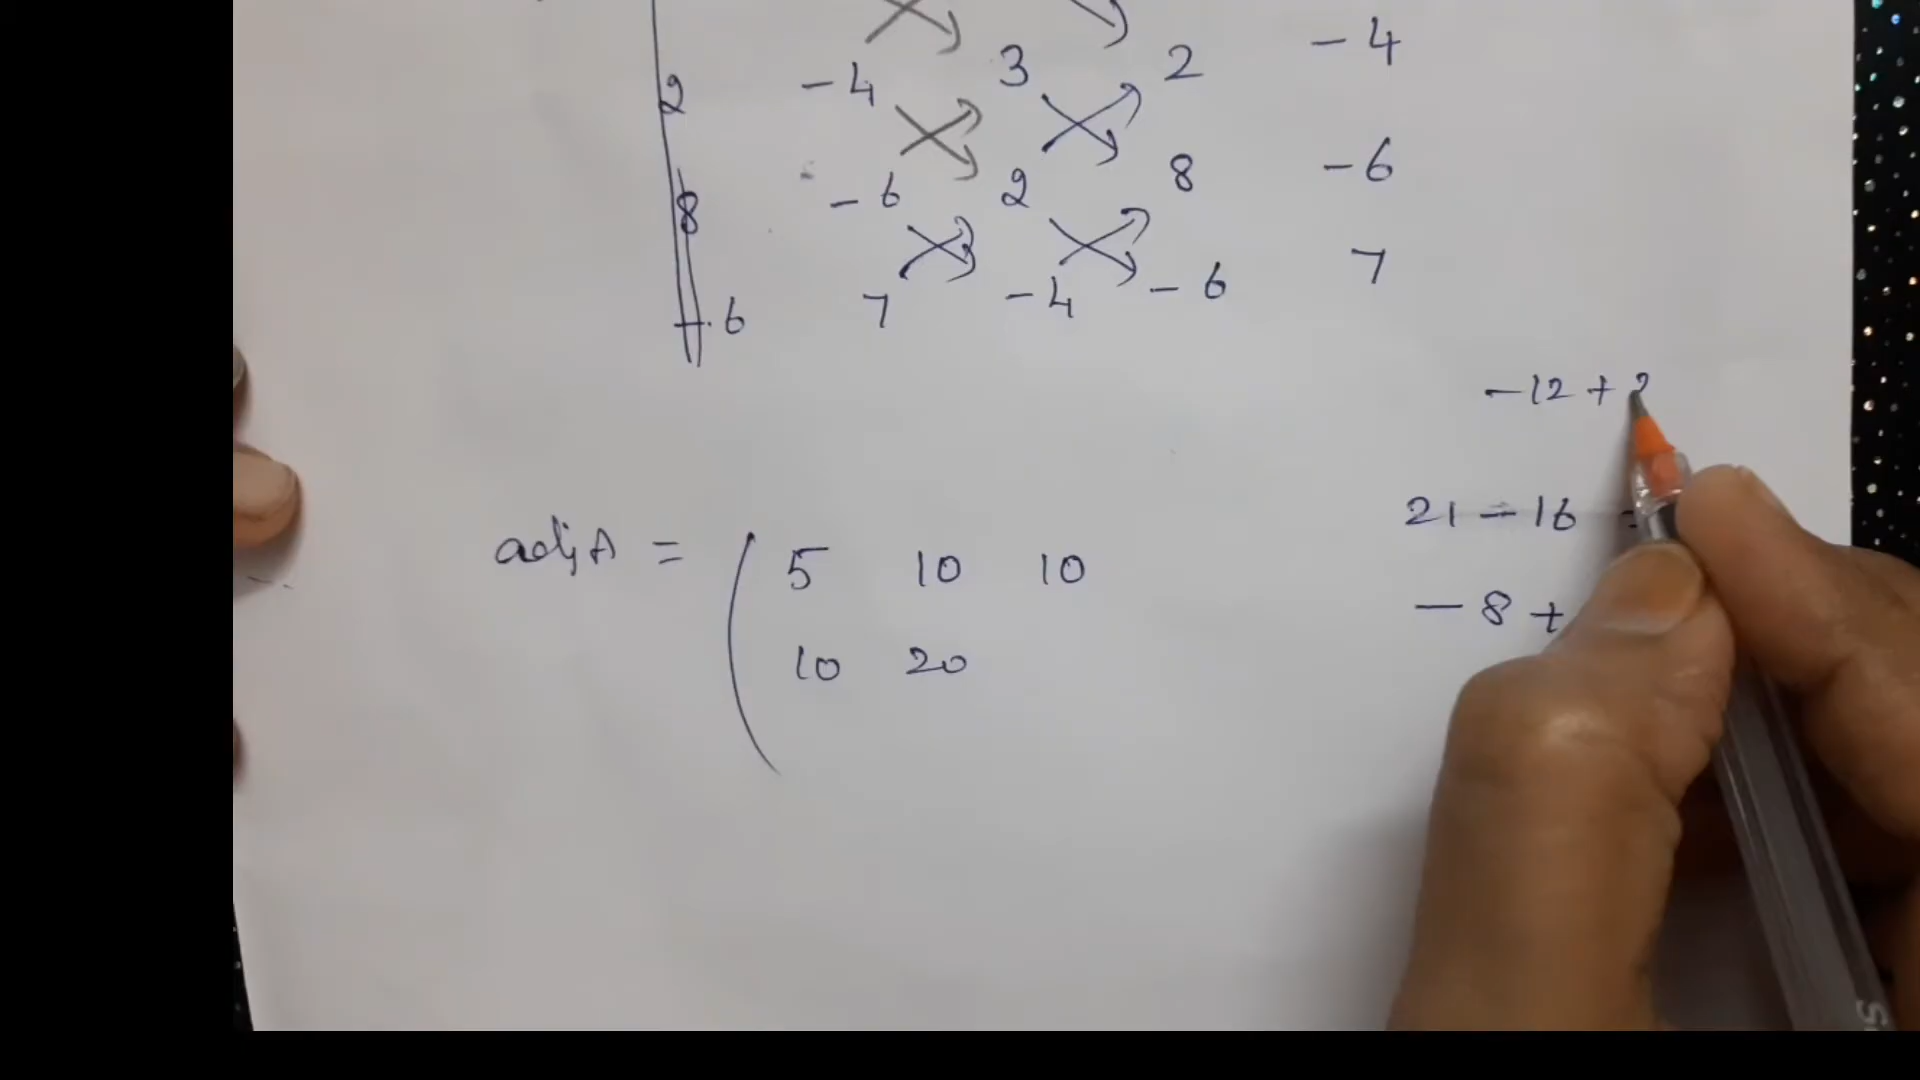 -4
2 -4 3 2
8 -6 2 8 -6
-6 7 -4 -6 7
-12 +
21 - 16
adj A = ( 5 10 10
- 8 +
10 20